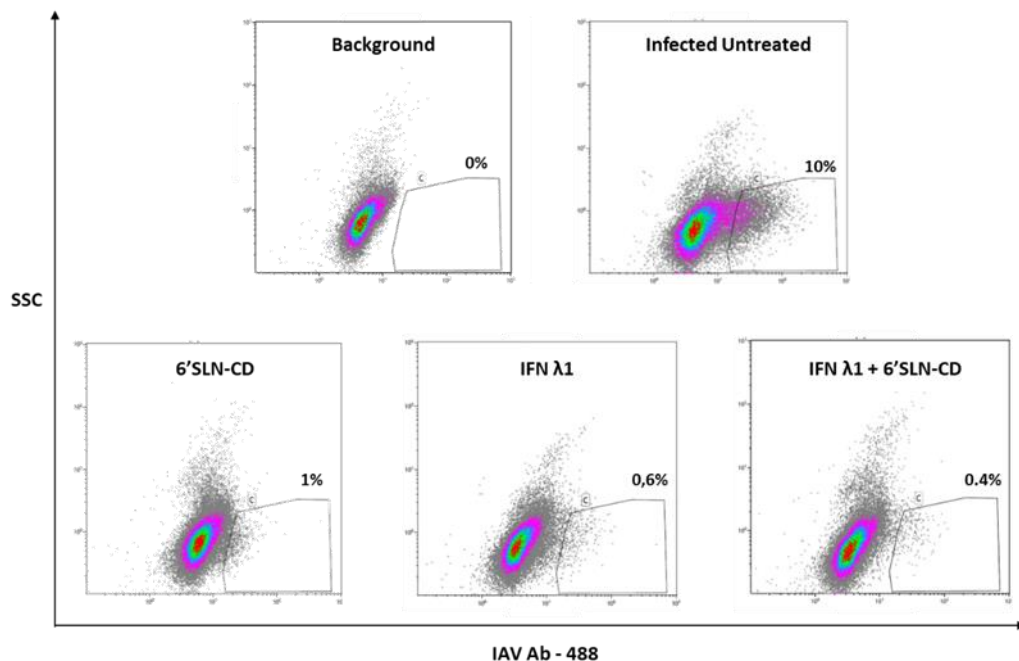 Background
Infected Untreated
0%
C
10%
C
SSC
6'SLN-CD
IFN λ1
IFN λ1 + 6'SLN-CD
1%
C
0,6%
C
0.4%
C
IAV Ab - 488